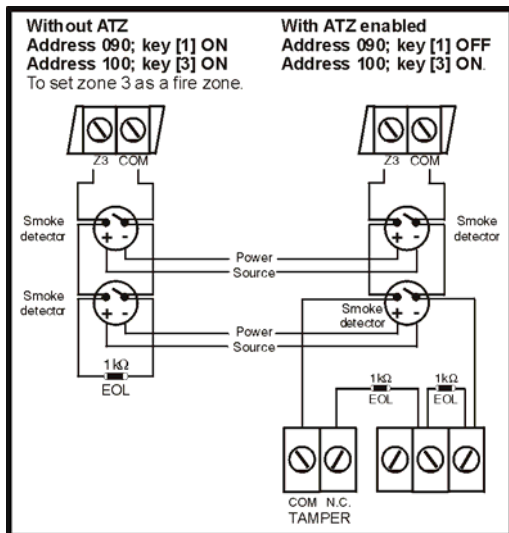 Without ATZ
Address 090; key [1] ON
Address 100; key [3] ON
To set zone 3 as a fire zone.
With ATZ enabled
Address 090; key [1] OFF
Address 100; key [3] ON.
Z3 COM
Z3 COM
Smoke
detector
+ -
Smoke
detector
+ -
Power
Source
Smoke
detector
+ -
Smoke
detector
+ -
Power
Source
1kΩ
EOL
1kΩ
EOL
1kΩ
EOL
COM N.C.
TAMPER